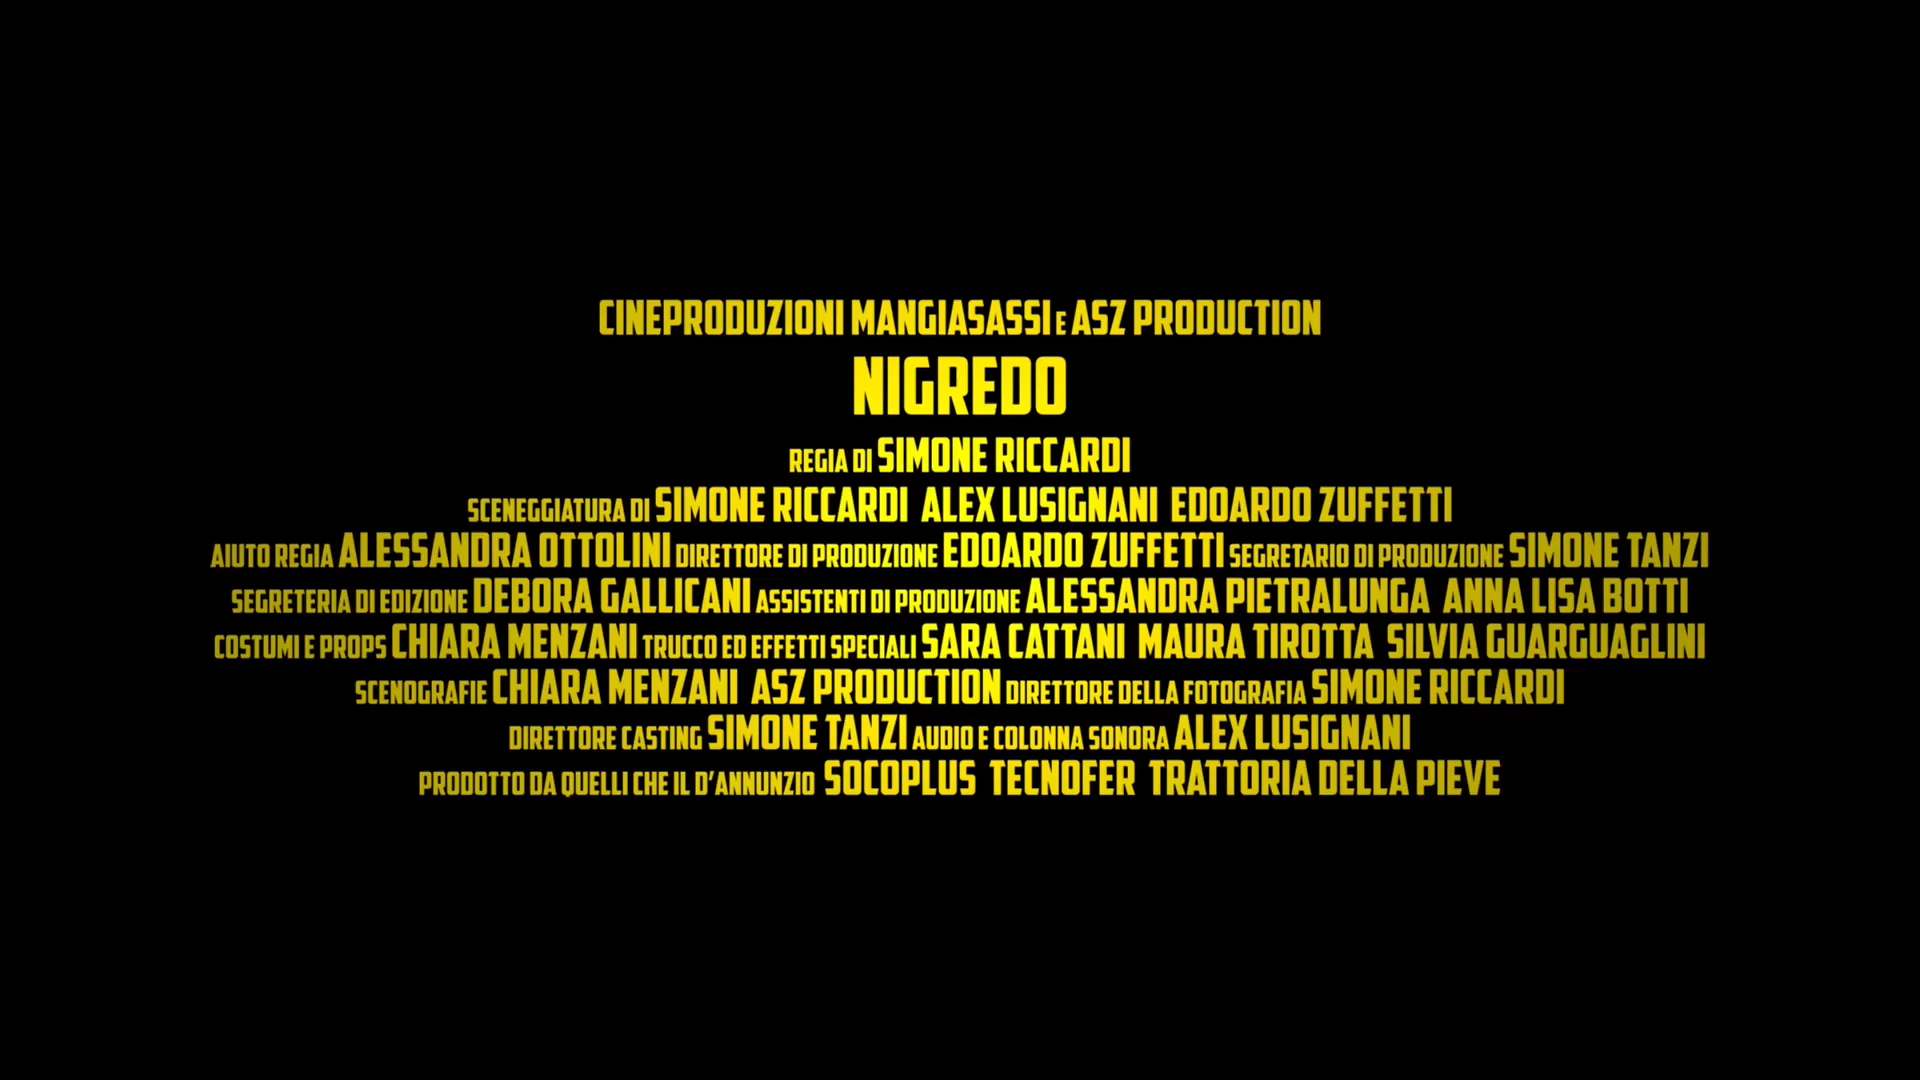 CINEPRODUZIONI MANGIASASSI E ASZ PRODUCTION
NIGREDO
REGIA DI SIMONE RICCARDI
SCENEGGIATURA DI SIMONE RICCARDI ALEX LUSIGNANI EDOARDO ZUFFETTI
AIUTO REGIA ALESSANDRA OTTOLINI DIRETTORE DI PRODUZIONE EDOARDO ZUFFETTI SEGRETARIO DI PRODUZIONE SIMONE TANZI
SEGRETERIA DI EDIZIONE DEBORA GALLICANI ASSISTENTI DI PRODUZIONE ALESSANDRA PIETRALUNGA ANNA LISA BOTTI
COSTUMI E PROPS CHIARA MENZANI TRUCCO ED EFFETTI SPECIALI SARA CATTANI MAURA TIROTTA SILVIA GUARGUAGLINI
SCENOGRAFIE CHIARA MENZANI ASZ PRODUCTION DIRETTORE DELLA FOTOGRAFIA SIMONE RICCARDI
DIRETTORE CASTING SIMONE TANZI AUDIO E COLONNA SONORA ALEX LUSIGNANI
PRODOTTO DA QUELLI CHE IL D'ANNUNZIO SOCOPLUS TECNOFER TRATTORIA DELLA PIEVE